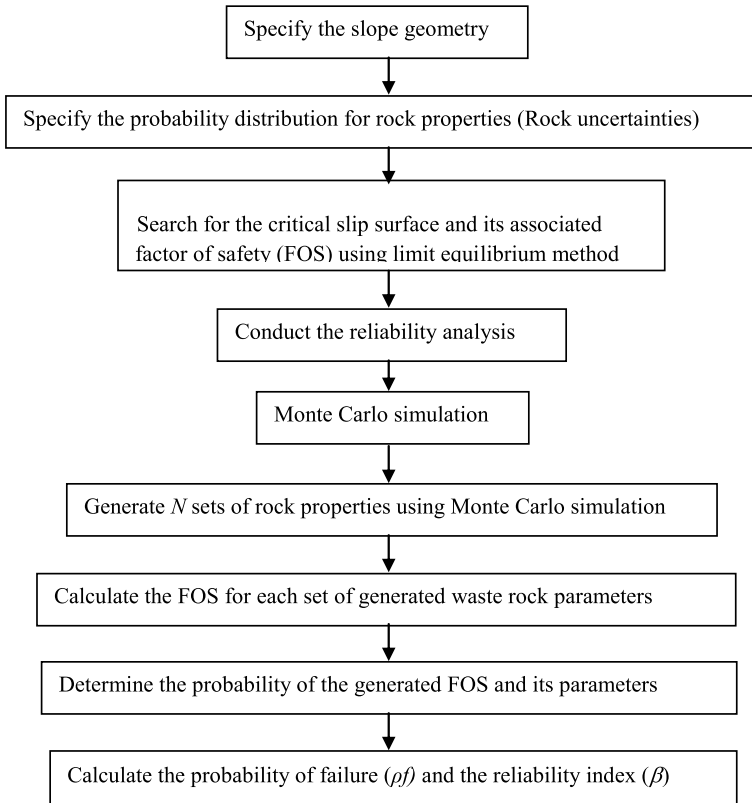 Specify the slope geometry
Specify the probability distribution for rock properties (Rock uncertainties)
Search for the critical slip surface and its associated
factor of safety (FOS) using limit equilibrium method
Conduct the reliability analysis
Monte Carlo simulation
Generate N sets of rock properties using Monte Carlo simulation
Calculate the FOS for each set of generated waste rock parameters
Determine the probability of the generated FOS and its parameters
Calculate the probability of failure (ρf) and the reliability index (β)